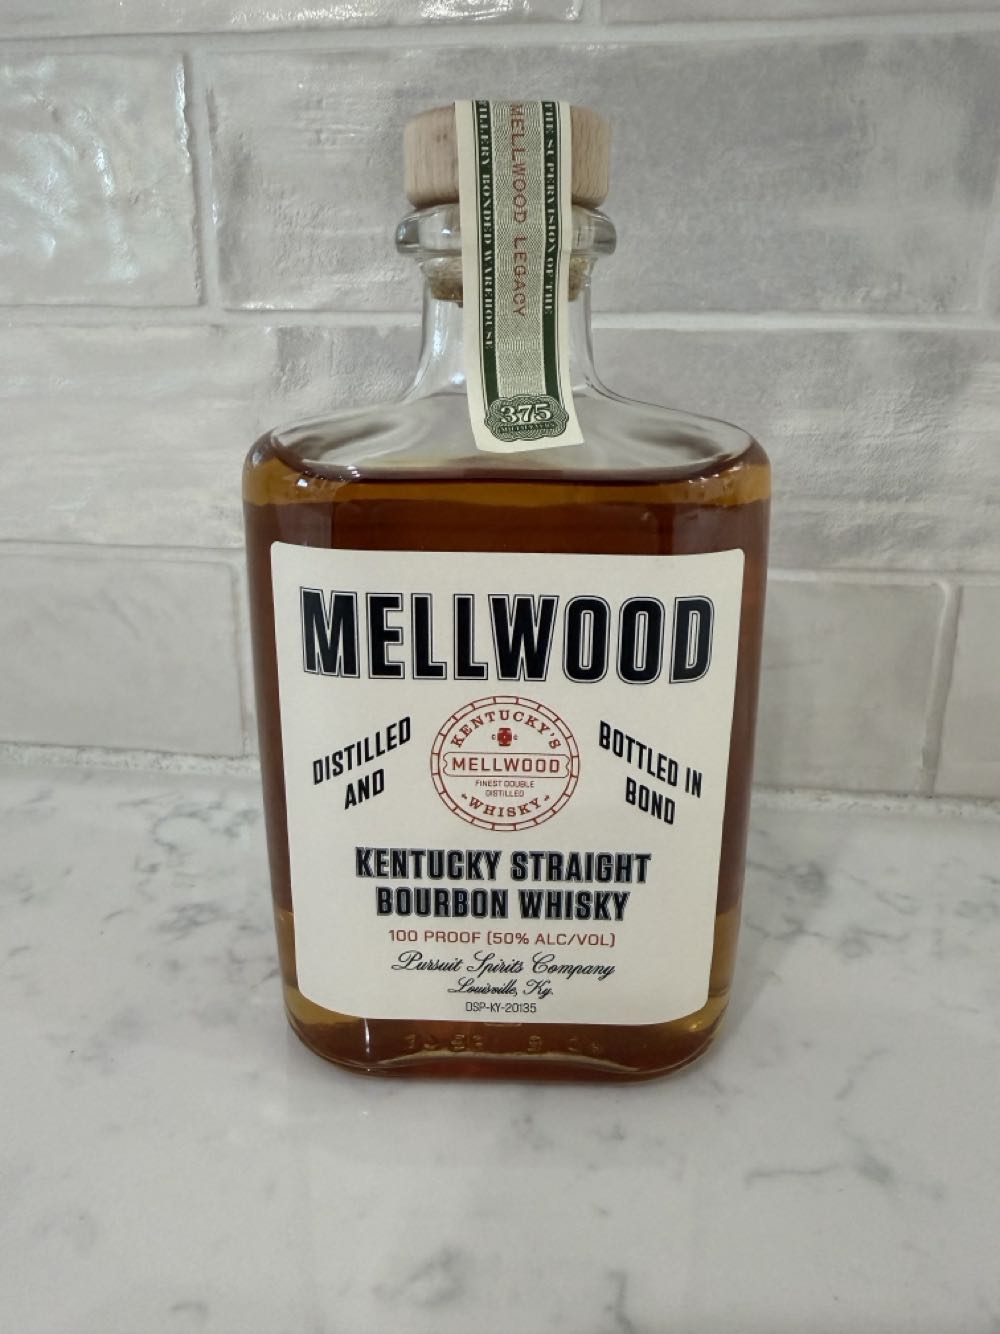 THE SUPERVISION OF THE
MELLWOOD LEGACY
TILLERY BONDED WAREHOUSE
375
MILLILITERS
MELLWOOD
DISTILLED
AND
KENTUCKY'S
MELLWOOD
FINEST DOUBLE
DISTILLED
WHISKY
BOTTLED IN
BOND
KENTUCKY STRAIGHT
BOURBON WHISKY
100 PROOF (50% ALC/VOL)
Pursuit Spirits Company
Louisville, Ky.
DSP-KY-20135